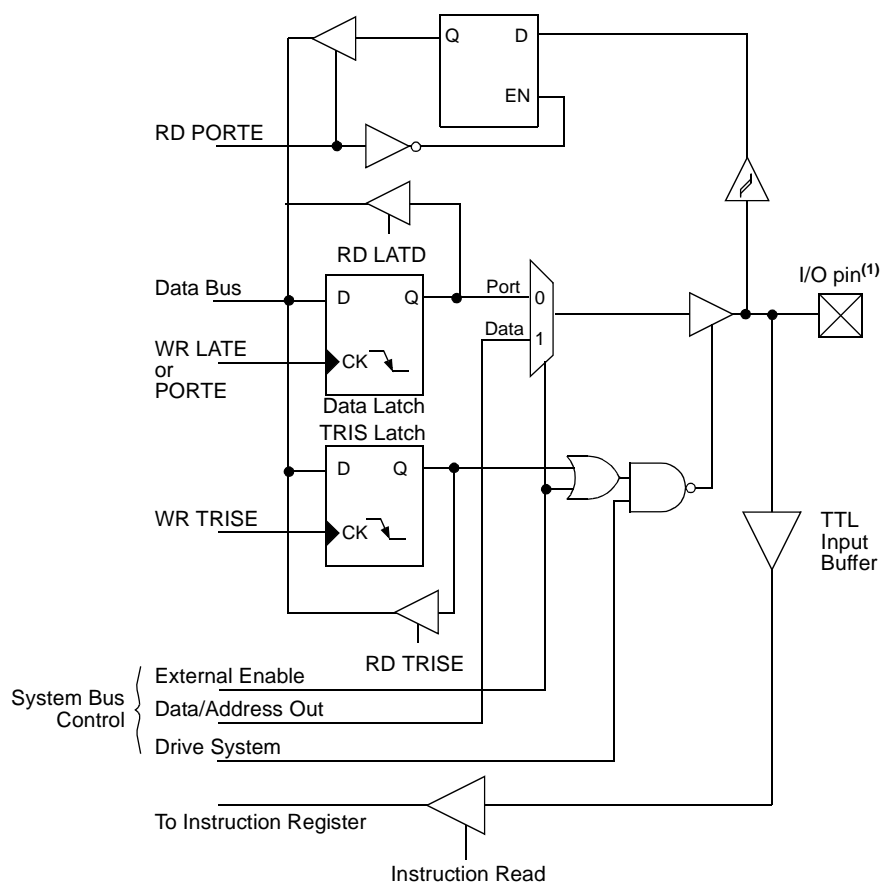 Q
D
EN
RD PORTE
RD LATD
Data Bus
D
Q
Port
0
I/O pin(1)
Data
1
WR LATE
or
PORTE
CK
Data Latch
TRIS Latch
D
Q
WR TRISE
CK
TTL
Input
Buffer
RD TRISE
System Bus
Control
External Enable
Data/Address Out
Drive System
To Instruction Register
Instruction Read